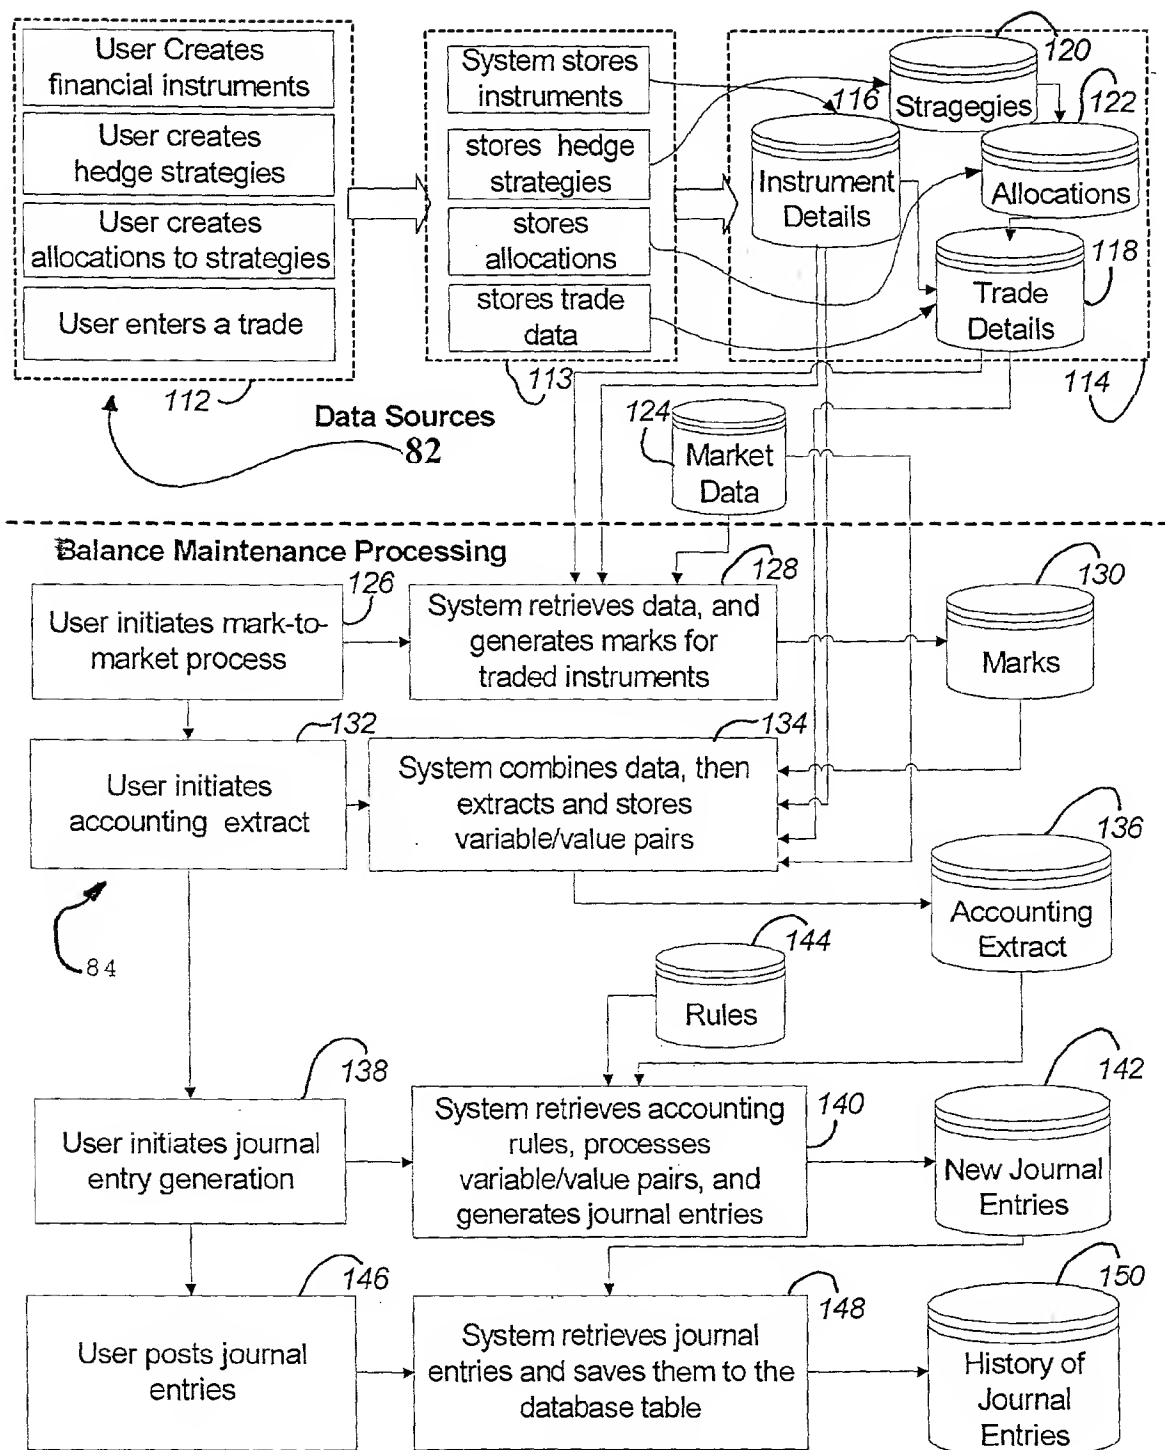 User Creates
financial instruments
User creates
hedge strategies
User creates
allocations to strategies
User enters a trade
112
System stores
instruments
stores hedge
strategies
stores
allocations
stores trade
data
113
120
Stragegies
116
122
Instrument
Details
Allocations
118
Trade
Details
114
Data Sources
82
124
Market
Data
Balance Maintenance Processing
126
User initiates mark-to-
market process
128
System retrieves data, and
generates marks for
traded instruments
130
Marks
132
User initiates
accounting extract
134
System combines data, then
extracts and stores
variable/value pairs
136
Accounting
Extract
84
144
Rules
138
User initiates journal
entry generation
System retrieves accounting
rules, processes
variable/value pairs, and
generates journal entries
140
142
New Journal
Entries
146
User posts journal
entries
148
System retrieves journal
entries and saves them to the
database table
150
History of
Journal
Entries